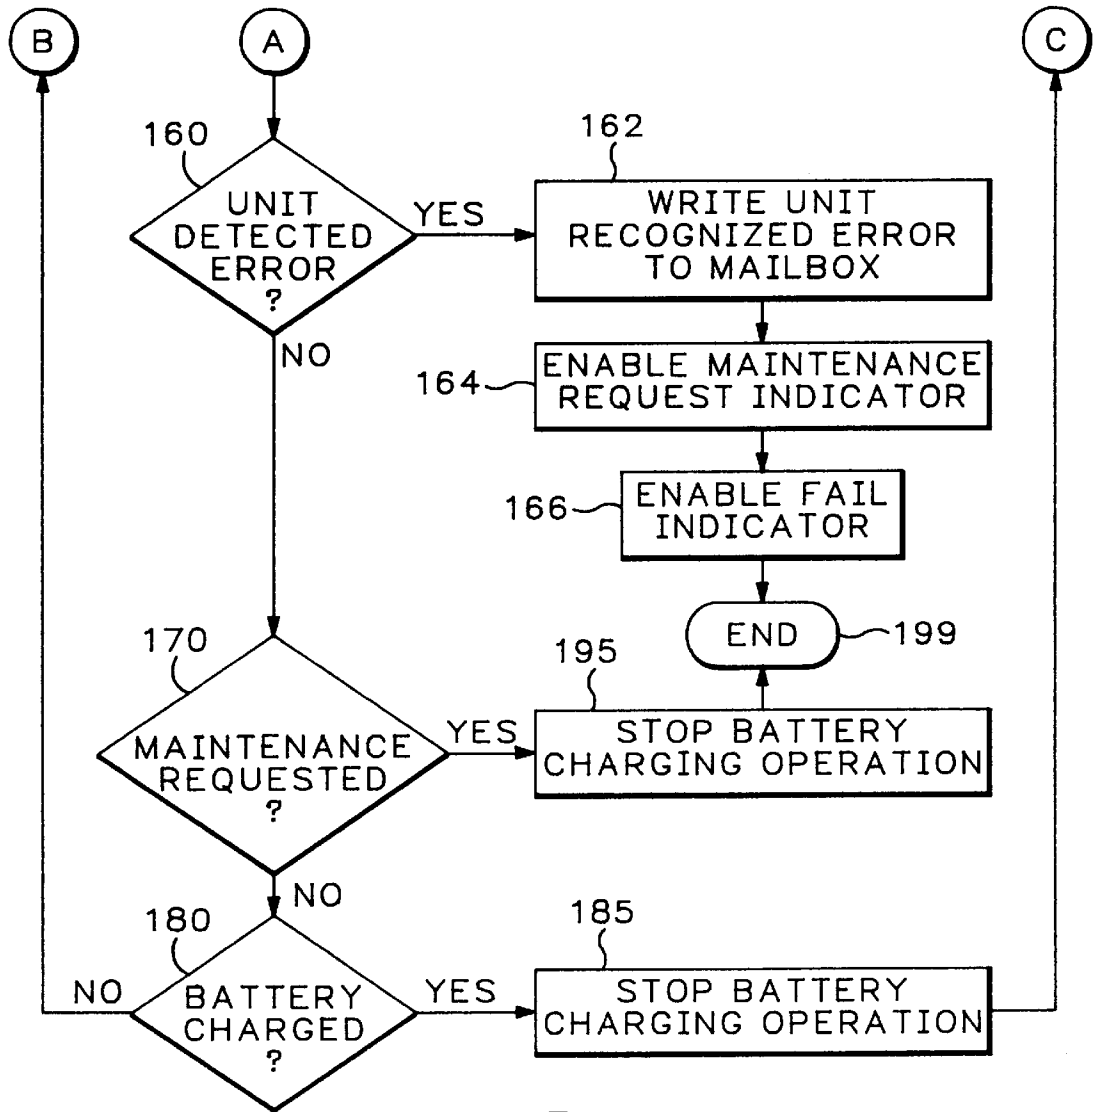 B
A
C
160
162
UNIT
DETECTED
ERROR
?
YES
WRITE UNIT
RECOGNIZED ERROR
TO MAILBOX
NO
164
ENABLE MAINTENANCE
REQUEST INDICATOR
166
ENABLE FAIL
INDICATOR
END
199
170
195
MAINTENANCE
REQUESTED
?
YES
STOP BATTERY
CHARGING OPERATION
NO
180
185
NO
BATTERY
CHARGED
?
YES
STOP BATTERY
CHARGING OPERATION